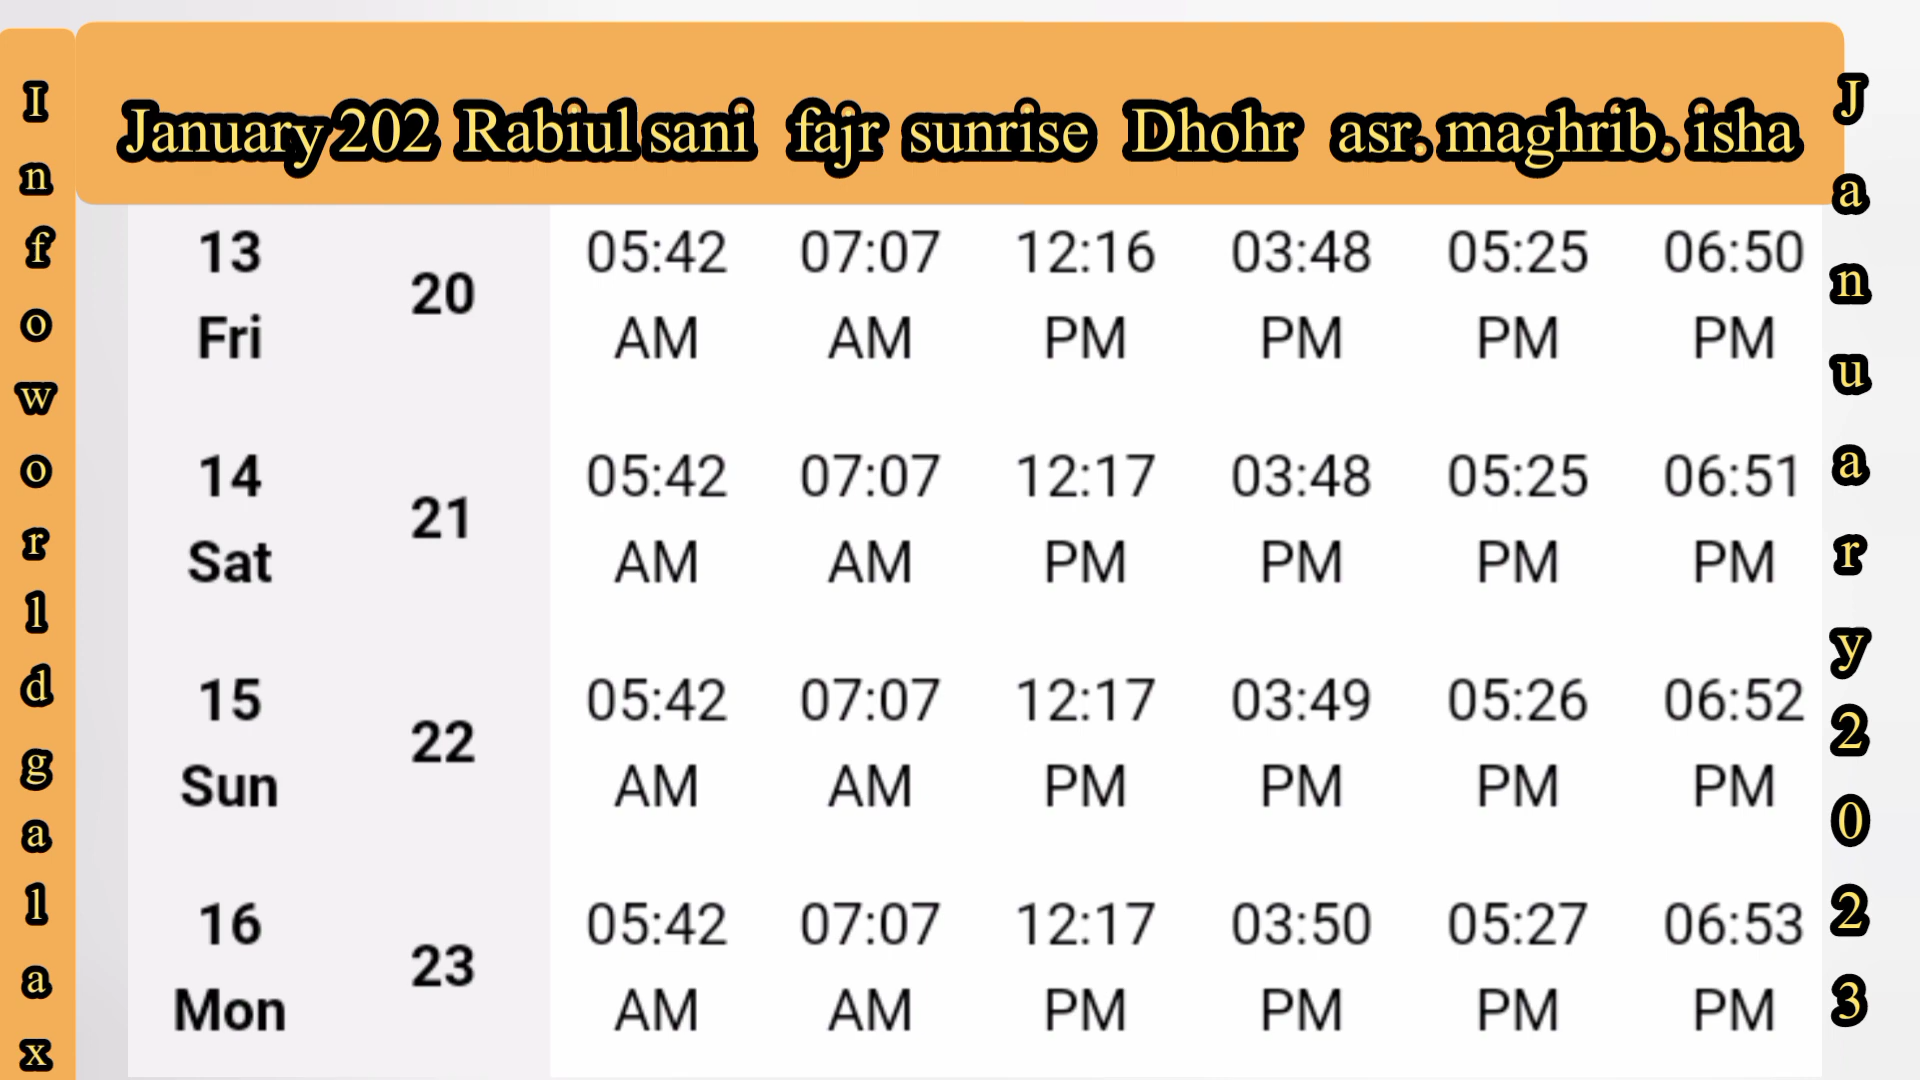 January 202 Rabiul sani fajr sunrise Dhohr asr. maghrib. isha
13 Fri 20 05:42 AM 07:07 AM 12:16 PM 03:48 PM 05:25 PM 06:50 PM
14 Sat 21 05:42 AM 07:07 AM 12:17 PM 03:48 PM 05:25 PM 06:51 PM
15 Sun 22 05:42 AM 07:07 AM 12:17 PM 03:49 PM 05:26 PM 06:52 PM
16 Mon 23 05:42 AM 07:07 AM 12:17 PM 03:50 PM 05:27 PM 06:53 PM
Infoworldgalax
January2023